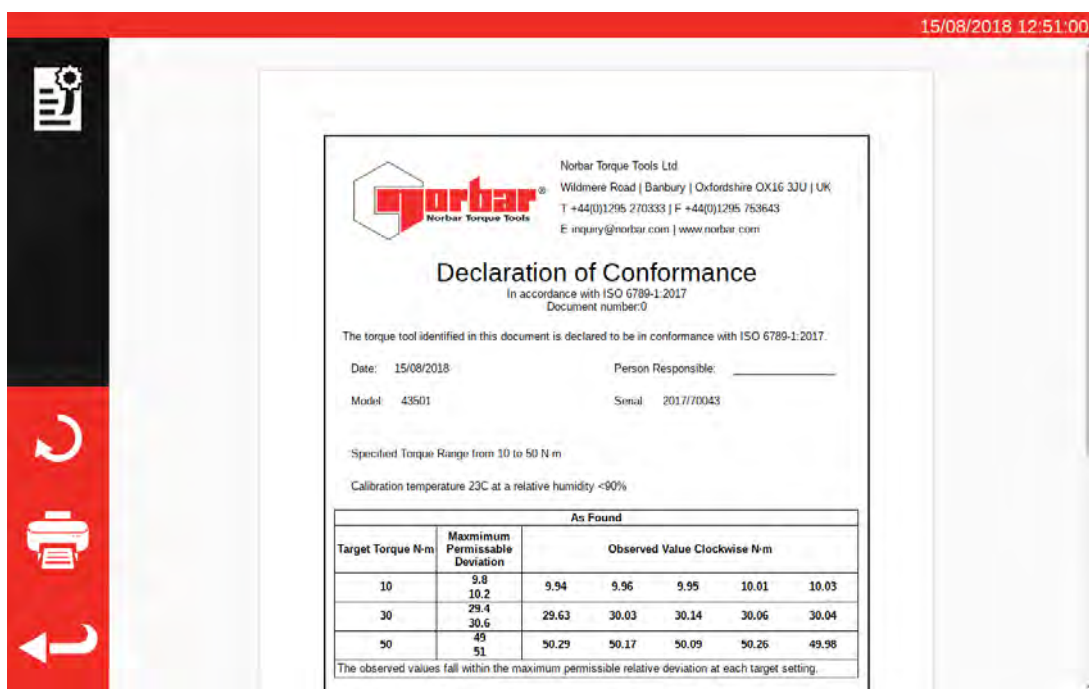 15/08/2018 12:51:00
norbar®
Norbar Torque Tools
Norbar Torque Tools Ltd
Wildmere Road | Banbury | Oxfordshire OX16 3JU | UK
T +44(0)1295 270333 | F +44(0)1295 753643
E inquiry@norbar.com | www.norbar.com
Declaration of Conformance
In accordance with ISO 6789-1:2017
Document number:0
The torque tool identified in this document is declared to be in conformance with ISO 6789-1:2017.
Date: 15/08/2018 Person Responsible:
Model 43501 Serial 2017/70043
Specified Torque Range from 10 to 50 N m
Calibration temperature 23C at a relative humidity <90%
As Found
Target Torque N·m Maxmimum Permissable Deviation Observed Value Clockwise N·m
10 9.8 10.2 9.94 9.96 9.95 10.01 10.03
30 29.4 30.6 29.63 30.03 30.14 30.06 30.04
50 49 51 50.29 50.17 50.09 50.26 49.98
The observed values fall within the maximum permissible relative deviation at each target setting.